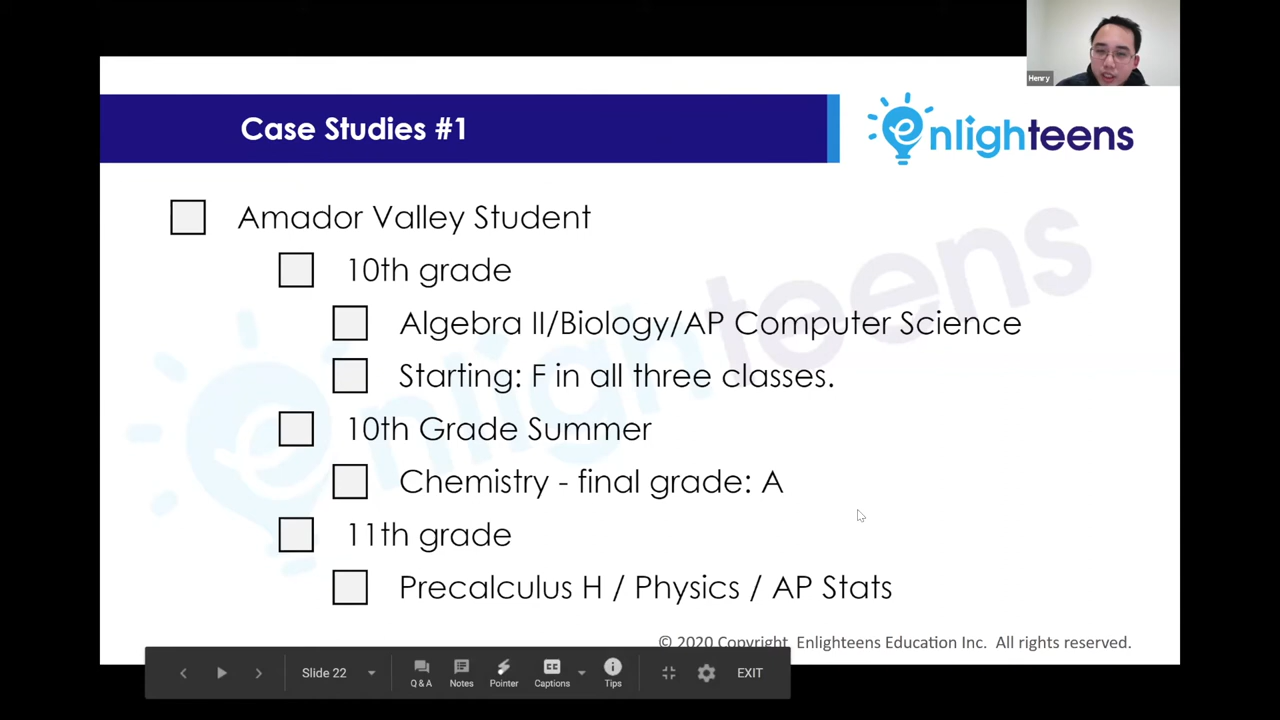 Henry
Case Studies #1
enlighteens
Amador Valley Student
10th grade
Algebra II/Biology/AP Computer Science
Starting: F in all three classes.
10th Grade Summer
Chemistry - final grade: A
11th grade
Precalculus H / Physics / AP Stats
enlighteens
© 2020 Copyright, Enlighteens Education Inc. All rights reserved.
Slide 22
Q & A
Notes
Pointer
CC
Captions
Tips
EXIT